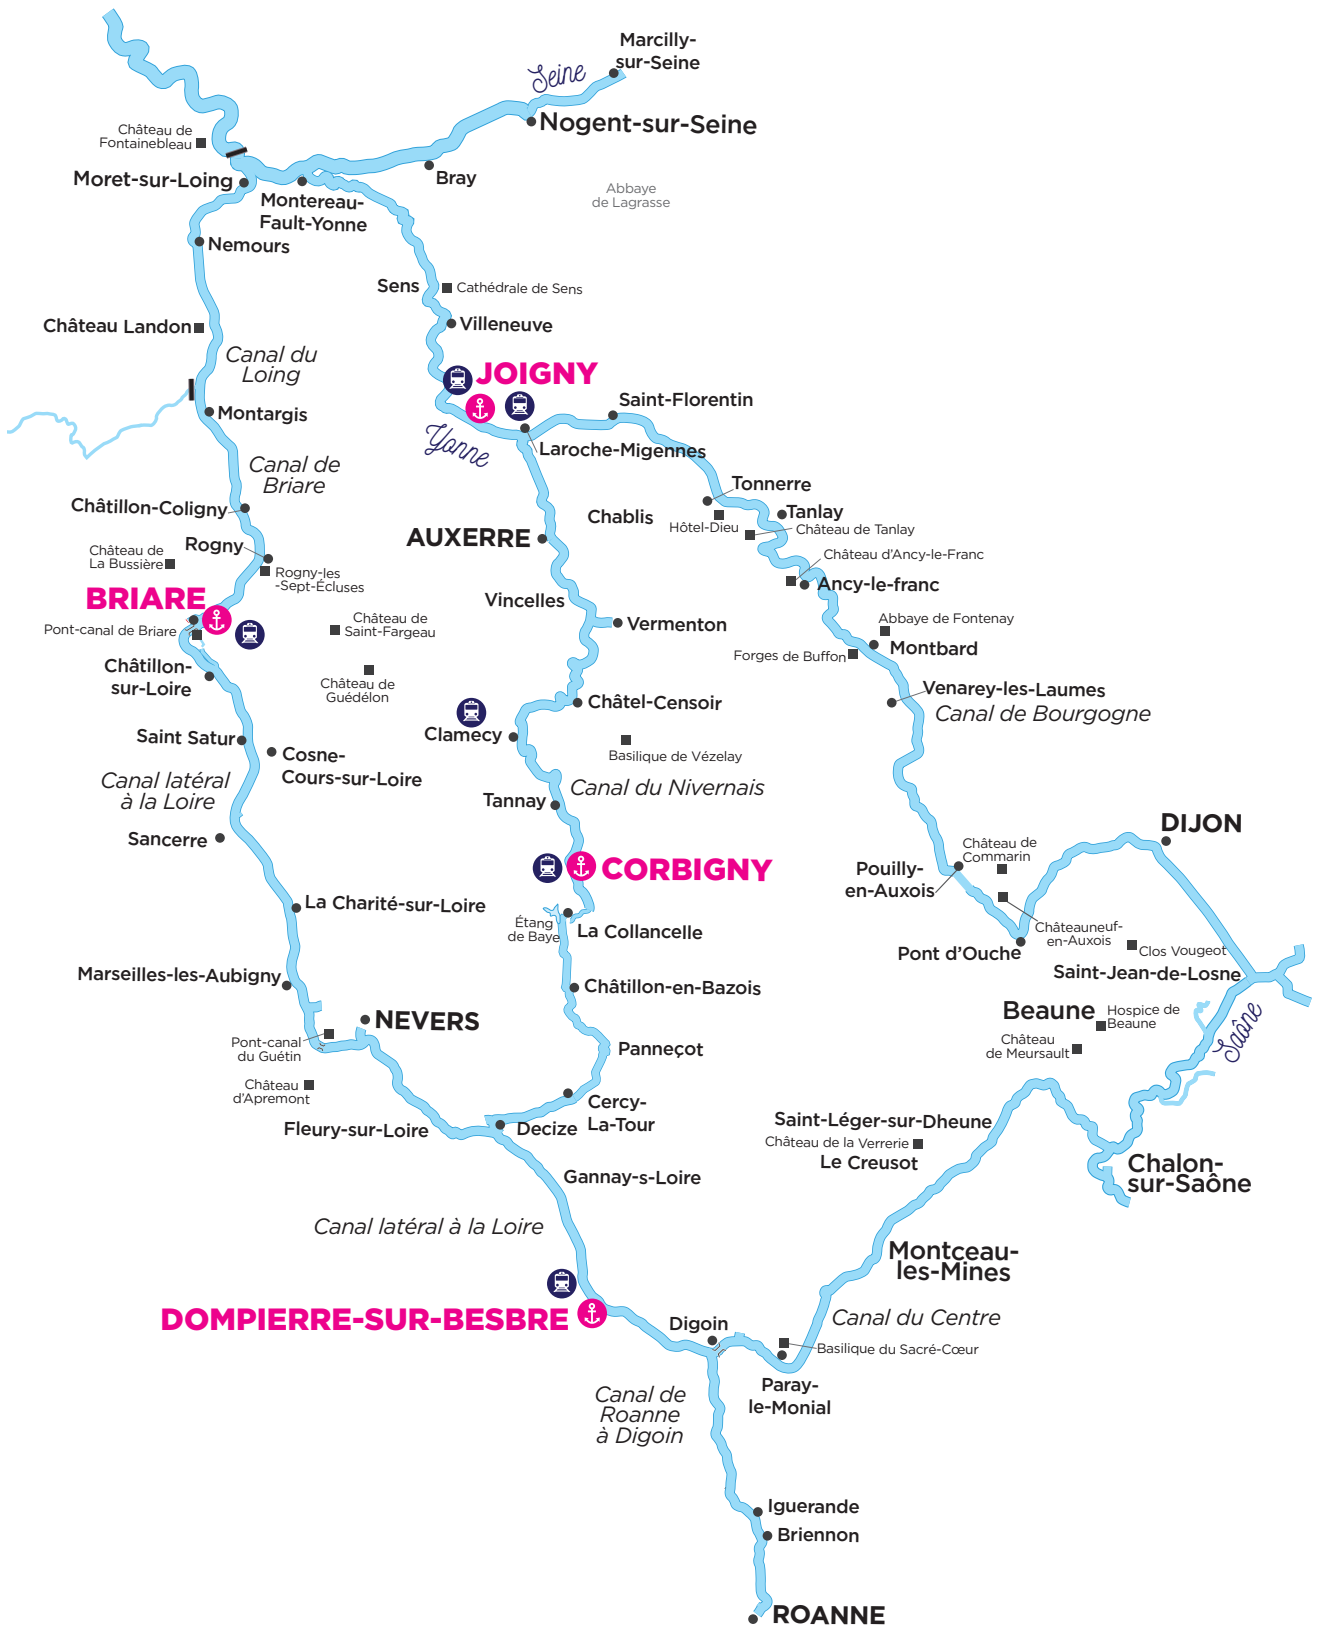 Marcilly-
sur-Seine
Seine
Nogent-sur-Seine
Château de
Fontainebleau
Moret-sur-Loing
Bray
Montereau-
Fault-Yonne
Abbaye
de Lagrasse
Nemours
Sens
Cathédrale de Sens
Château Landon
Villeneuve
Canal du
Loing
JOIGNY
Montargis
Saint-Florentin
Yonne
Laroche-Migennes
Canal de
Briare
Tonnerre
Châtillon-Coligny
Chablis
Hôtel-Dieu
Tanlay
Château de Tanlay
AUXERRE
Rogny
Château de
La Bussière
Rogny-les
-Sept-Écluses
Château d'Ancy-le-Franc
Ancy-le-franc
BRIARE
Vincelles
Pont-canal de Briare
Château de
Saint-Fargeau
Vermenton
Abbaye de Fontenay
Montbard
Forges de Buffon
Châtillon-
sur-Loire
Château de
Guédélon
Venarey-les-Laumes
Châtel-Censoir
Canal de Bourgogne
Saint Satur
Clamecy
Basilique de Vézelay
Cosne-
Cours-sur-Loire
Canal latéral
à la Loire
Canal du Nivernais
Tannay
Sancerre
DIJON
Château de
Commarin
Pouilly-
en-Auxois
CORBIGNY
La Charité-sur-Loire
Étang
de Baye
La Collancelle
Châteauneuf-
en-Auxois
Pont d'Ouche
Clos Vougeot
Saint-Jean-de-Losne
Marseilles-les-Aubigny
Châtillon-en-Bazois
Beaune
Hospice de
Beaune
Saône
NEVERS
Pont-canal
du Guétin
Panneçot
Château
de Meursault
Château
d'Apremont
Cercy-
La-Tour
Fleury-sur-Loire
Decize
Saint-Léger-sur-Dheune
Château de la Verrerie
Le Creusot
Chalon-
sur-Saône
Gannay-s-Loire
Canal latéral à la Loire
Montceau-
les-Mines
DOMPIERRE-SUR-BESBRE
Digoin
Canal du Centre
Basilique du Sacré-Cœur
Paray-
le-Monial
Canal de
Roanne
à Digoin
Iguerande
Briennon
ROANNE